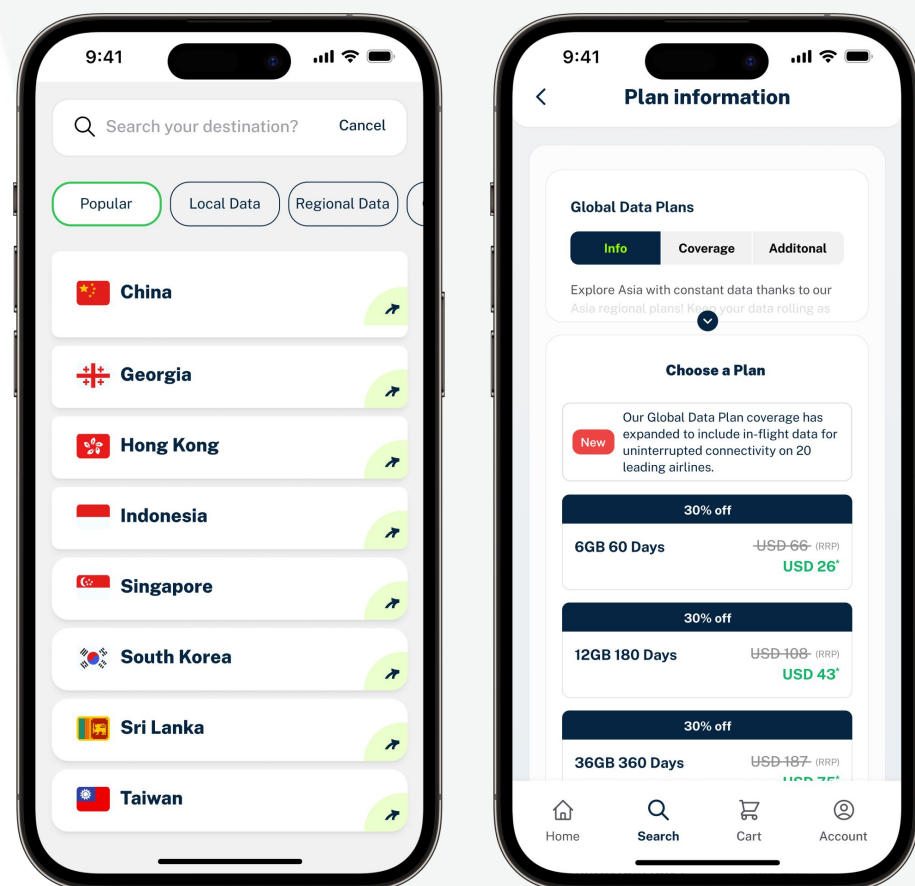 9:41
Search your destination? Cancel
Popular Local Data Regional Data
China
Georgia
Hong Kong
Indonesia
Singapore
South Korea
Sri Lanka
Taiwan
9:41
Plan information
Global Data Plans
Info Coverage Additonal
Explore Asia with constant data thanks to our
Asia regional plans! Keep your data rolling as
Choose a Plan
New
Our Global Data Plan coverage has
expanded to include in-flight data for
uninterrupted connectivity on 20
leading airlines.
30% off
6GB 60 Days USD 66 (RRP)
USD 26*
30% off
12GB 180 Days USD 108 (RRP)
USD 43*
30% off
36GB 360 Days USD 187 (RRP)
USD 75*
Home Search Cart Account